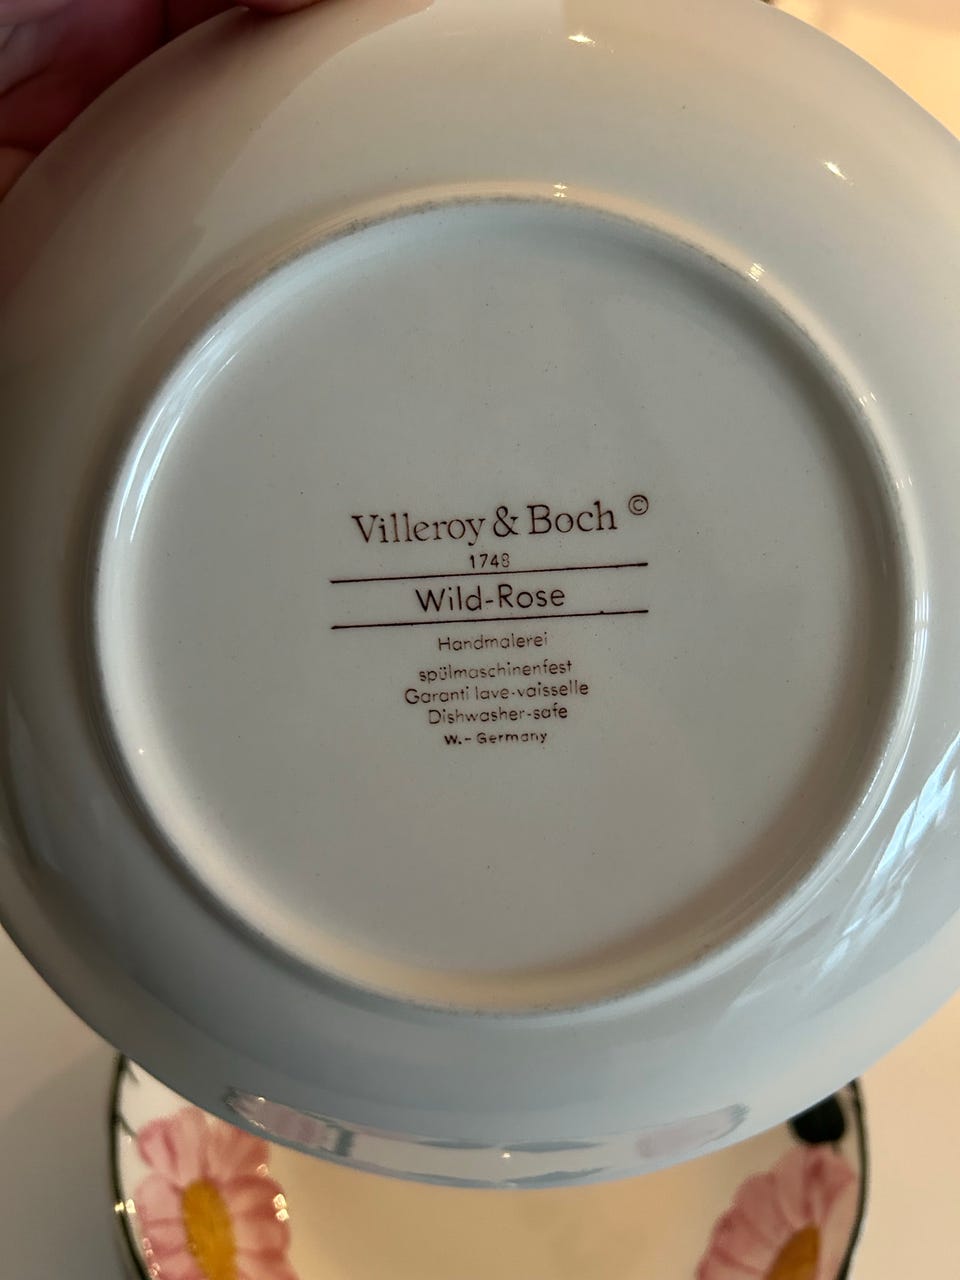 Villeroy & Boch ©
1748
Wild-Rose
Handmalerei
spülmaschinenfest
Garanti lave-vaisselle
Dishwasher-safe
W.- Germany